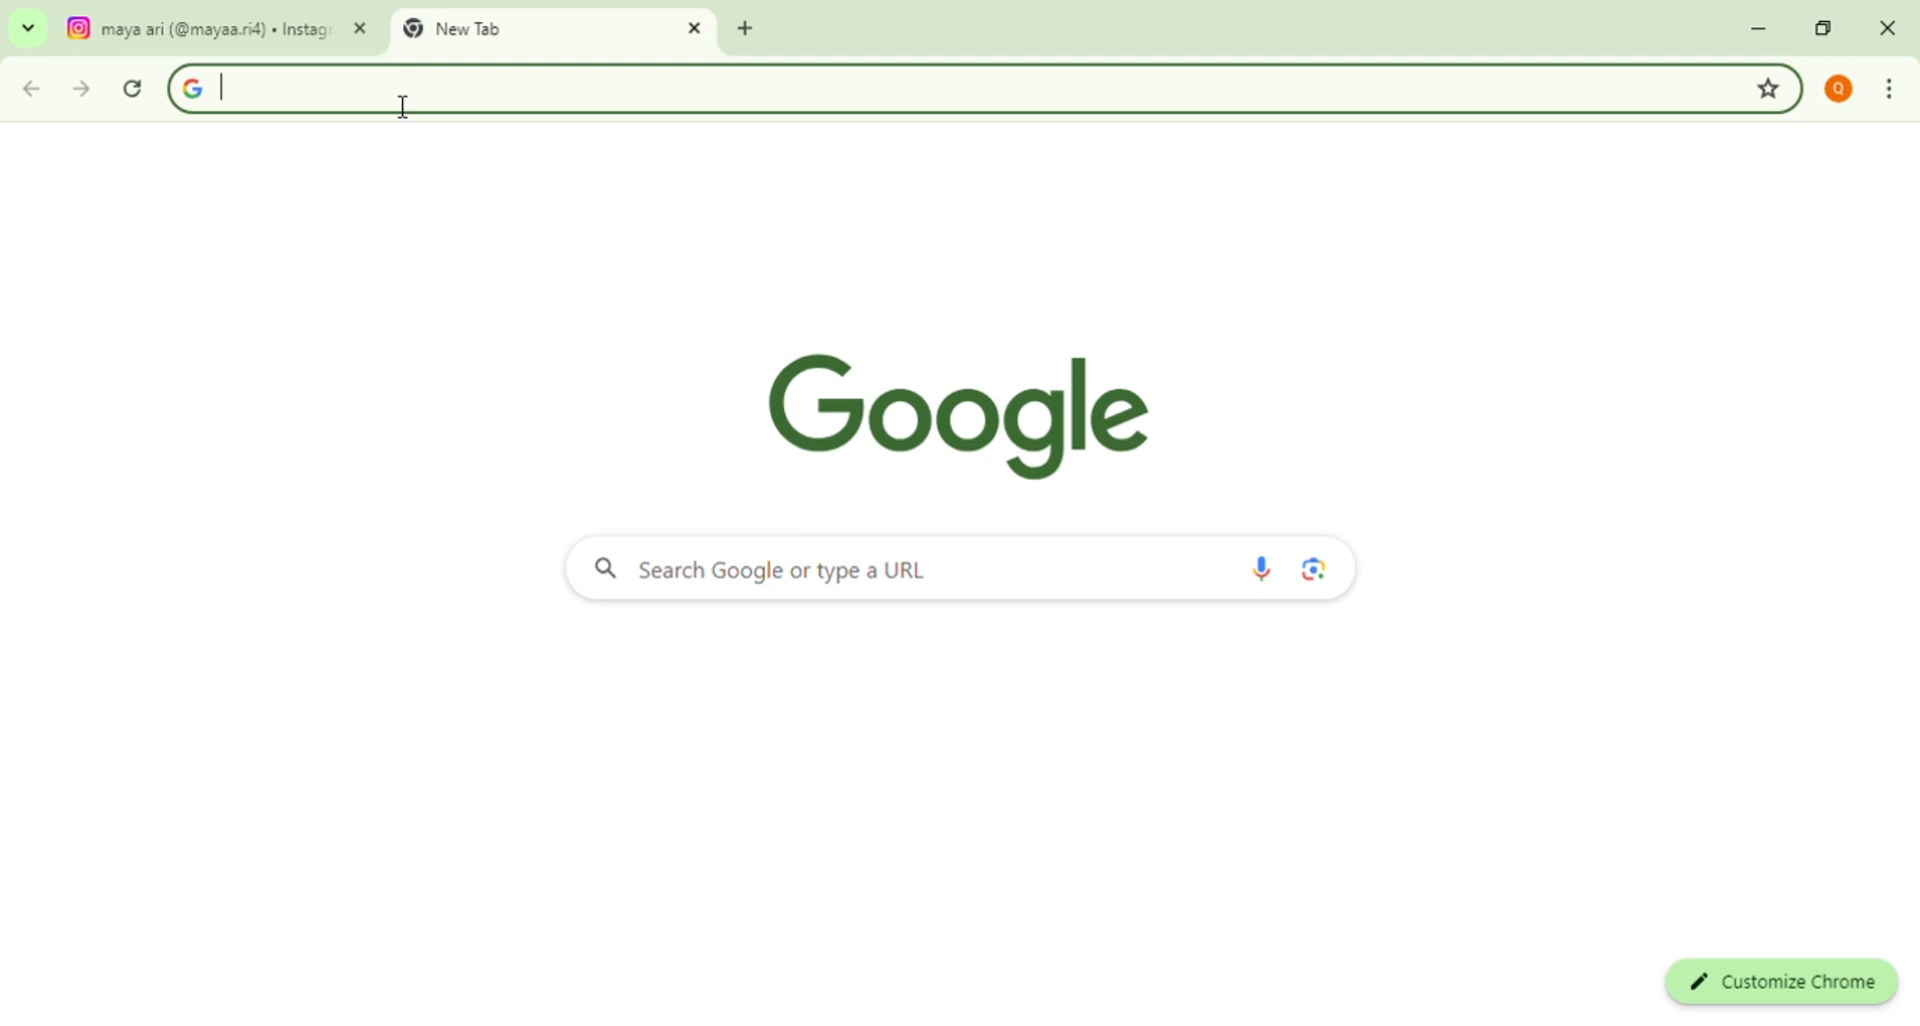 maya ari (@mayaa.ri4) • Instagr
New Tab
Q
Google
Search Google or type a URL
Customize Chrome